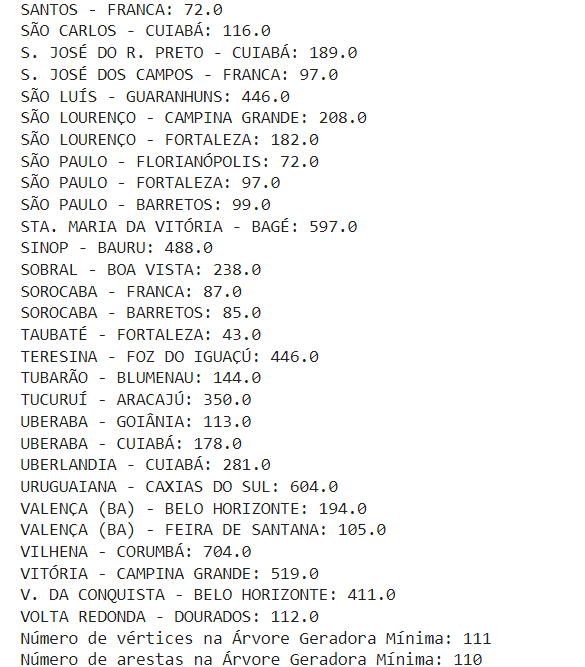 SANTOS - FRANCA: 72.0
SÃO CARLOS - CUIABÁ: 116.0
S. JOSÉ DO R. PRETO - CUIABÁ: 189.0
S. JOSÉ DOS CAMPOS - FRANCA: 97.0
SÃO LUÍS - GUARANHUNS: 446.0
SÃO LOURENÇO - CAMPINA GRANDE: 208.0
SÃO LOURENÇO - FORTALEZA: 182.0
SÃO PAULO - FLORIANÓPOLIS: 72.0
SÃO PAULO - FORTALEZA: 97.0
SÃO PAULO - BARRETOS: 99.0
STA. MARIA DA VITÓRIA - BAGÉ: 597.0
SINOP - BAURU: 488.0
SOBRAL - BOA VISTA: 238.0
SOROCABA - FRANCA: 87.0
SOROCABA - BARRETOS: 85.0
TAUBATÉ - FORTALEZA: 43.0
TERESINA - FOZ DO IGUAÇÚ: 446.0
TUBARÃO - BLUMENAU: 144.0
TUCURUÍ - ARACAJÚ: 350.0
UBERABA - GOIÂNIA: 113.0
UBERABA - CUIABÁ: 178.0
UBERLANDIA - CUIABÁ: 281.0
URUGUAIANA - CAXIAS DO SUL: 604.0
VALENÇA (BA) - BELO HORIZONTE: 194.0
VALENÇA (BA) - FEIRA DE SANTANA: 105.0
VILHENA - CORUMBÁ: 704.0
VITÓRIA - CAMPINA GRANDE: 519.0
V. DA CONQUISTA - BELO HORIZONTE: 411.0
VOLTA REDONDA - DOURADOS: 112.0
Número de vértices na Árvore Geradora Mínima: 111
Número de arestas na Árvore Geradora Mínima: 110